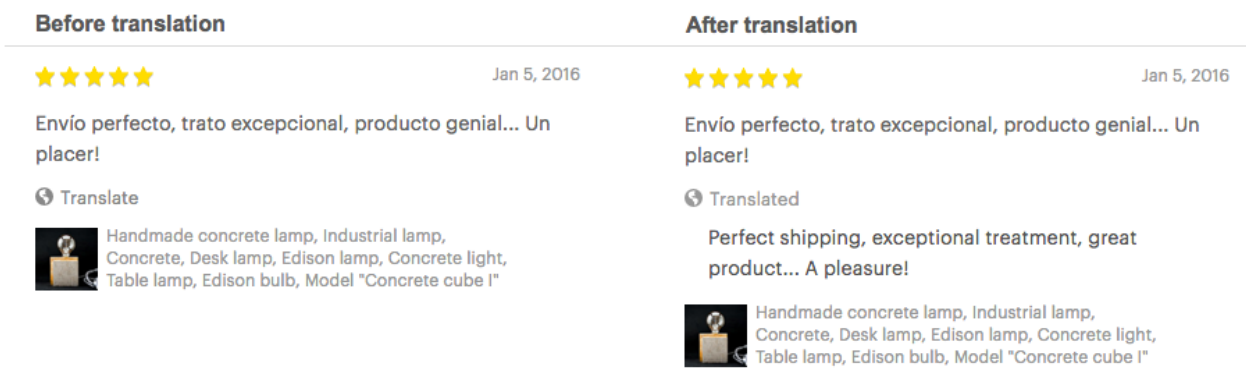 Before translation
Jan 5, 2016
Envío perfecto, trato excepcional, producto genial... Un
placer!
Translate
Handmade concrete lamp, Industrial lamp,
Concrete, Desk lamp, Edison lamp, Concrete light,
Table lamp, Edison bulb, Model "Concrete cube I"
After translation
Jan 5, 2016
Envío perfecto, trato excepcional, producto genial... Un
placer!
Translated
Perfect shipping, exceptional treatment, great
product... A pleasure!
Handmade concrete lamp, Industrial lamp,
Concrete, Desk lamp, Edison lamp, Concrete light,
Table lamp, Edison bulb, Model "Concrete cube I"